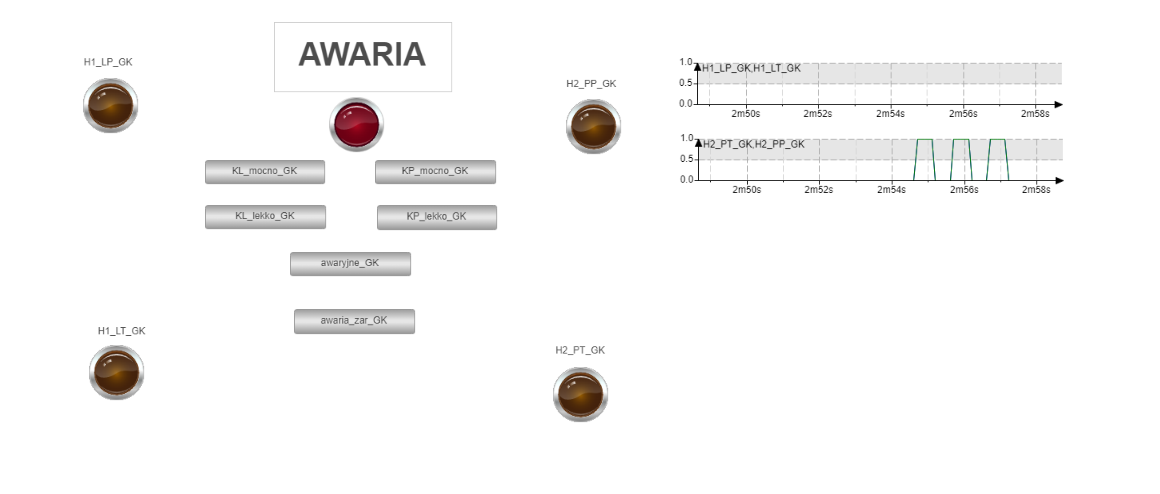 AWARIA
H1_LP_GK
H2_PP_GK
KL_mocno_GK
KP_mocno_GK
KL_lekko_GK
KP_lekko_GK
awaryjne_GK
awaria_zar_GK
H1_LT_GK
H2_PT_GK
1.0
H1_LP_GK,H1_LT_GK
0.5
0.0
2m50s 2m52s 2m54s 2m56s 2m58s
1.0
H2_PT_GK,H2_PP_GK
0.5
0.0
2m50s 2m52s 2m54s 2m56s 2m58s